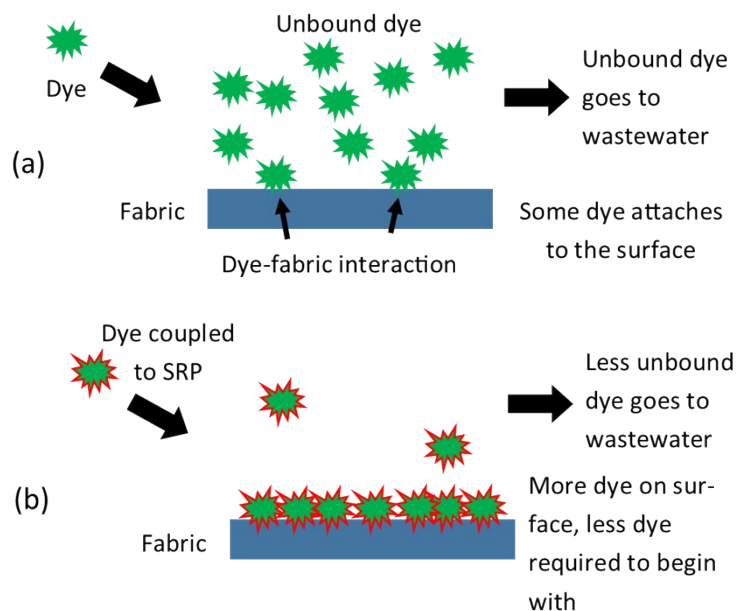 Unbound dye
Dye
Unbound dye
goes to
wastewater
(a)
Fabric
Some dye attaches
to the surface
Dye-fabric interaction
Dye coupled
to SRP
Less unbound
dye goes to
wastewater
(b)
More dye on sur-
face, less dye
required to begin
with
Fabric